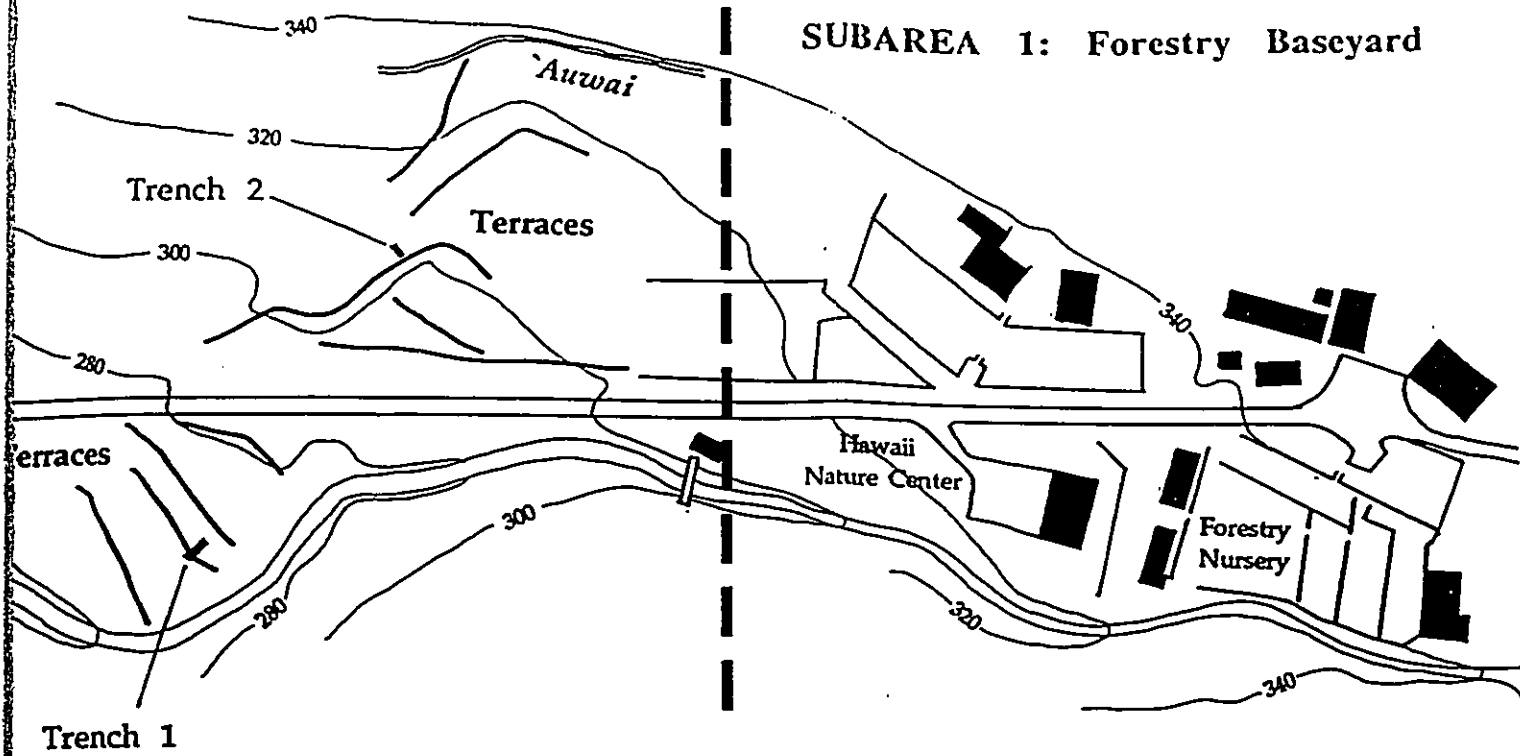 340
SUBAREA 1: Forestry Baseyard
`Auwai
320
Trench 2
Terraces
300
340
280
Hawaii
Nature Center
Terraces
300
Forestry
Nursery
280
320
340
Trench 1